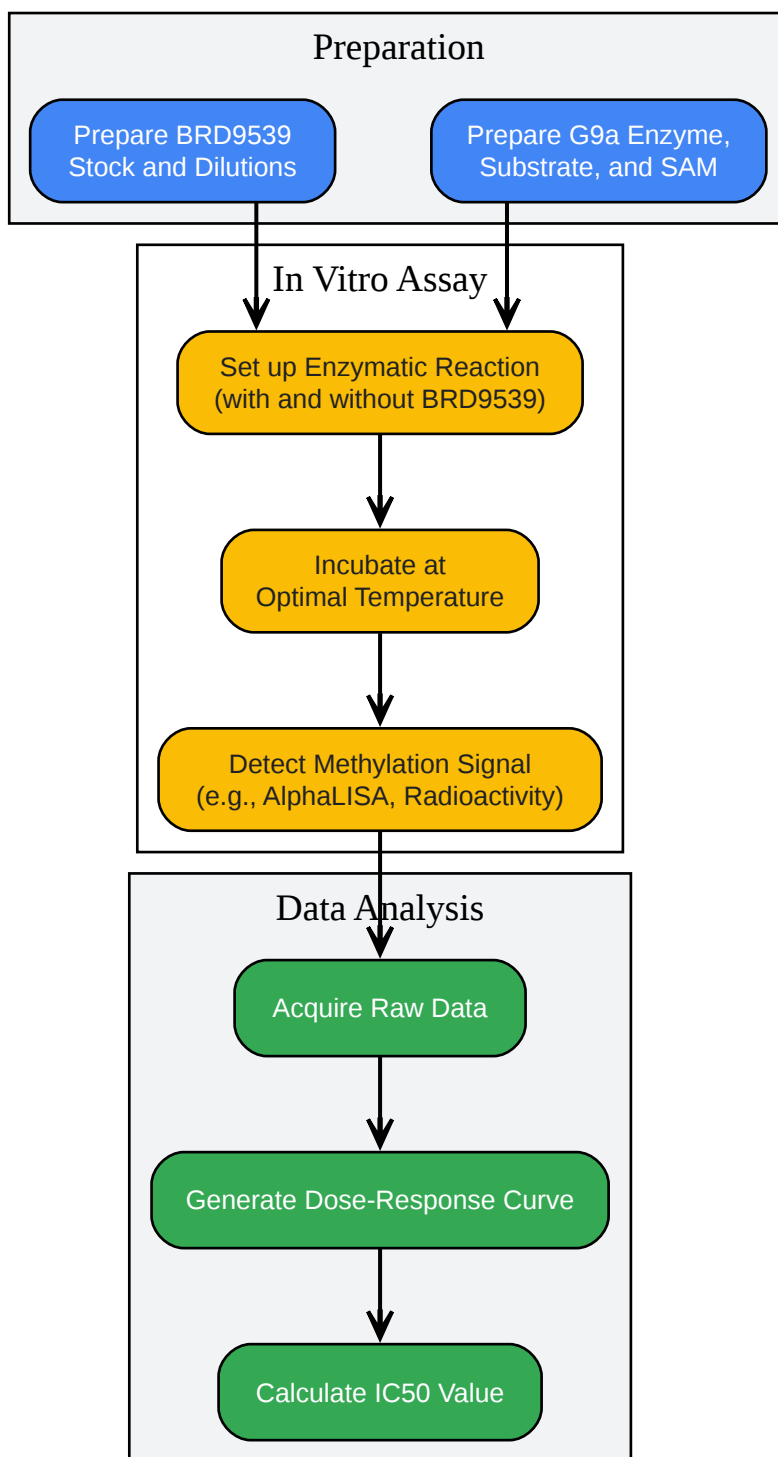 Preparation
Prepare BRD9539
Stock and Dilutions
Prepare G9a Enzyme,
Substrate, and SAM
In Vitro Assay
Set up Enzymatic Reaction
(with and without BRD9539)
Incubate at
Optimal Temperature
Detect Methylation Signal
(e.g., AlphaLISA, Radioactivity)
Data Analysis
Acquire Raw Data
Generate Dose-Response Curve
Calculate IC50 Value